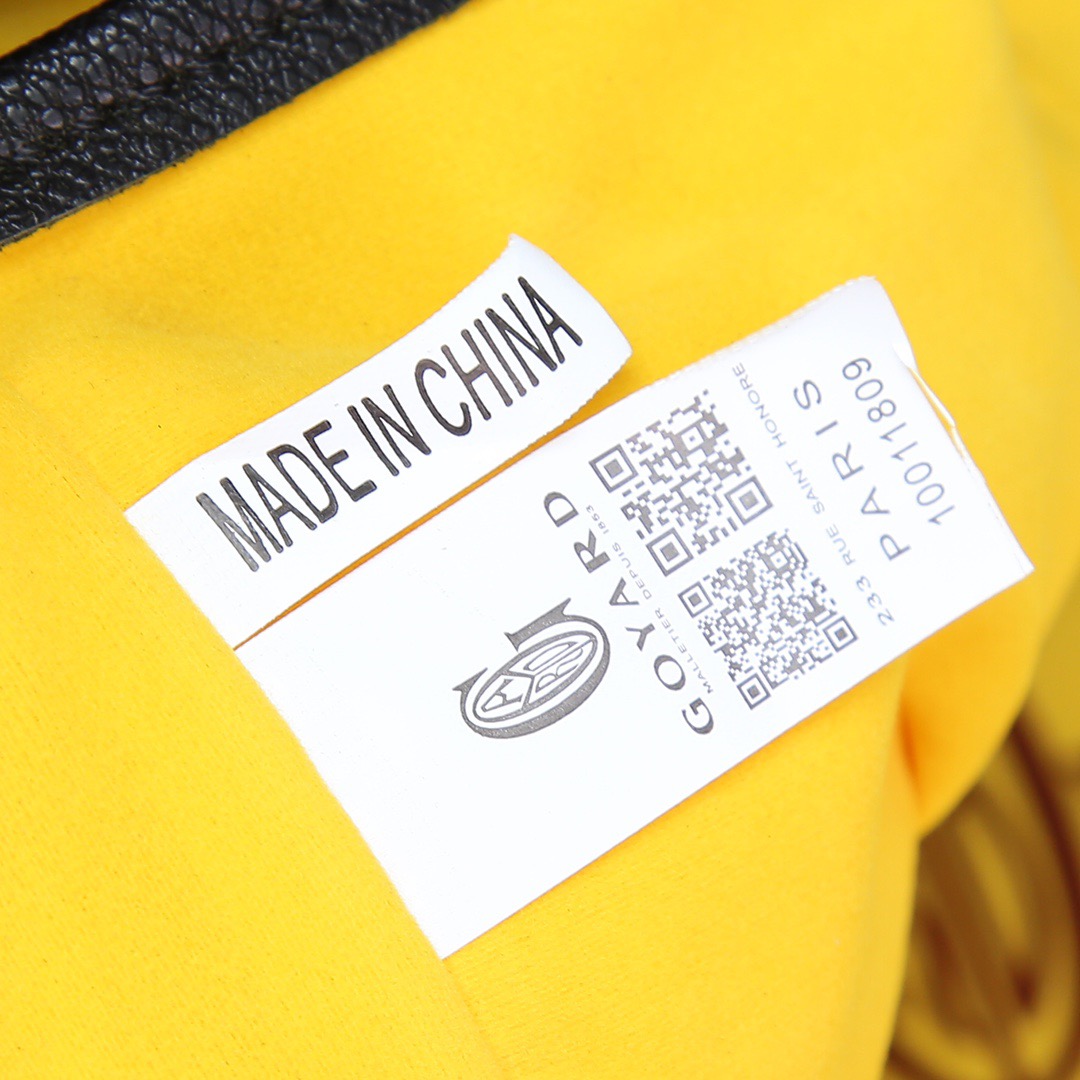 MADE IN CHINA
GOYARD
MALLETIER DEPUIS 1853
233 RUE SAINT HONORE
PARIS
10011809